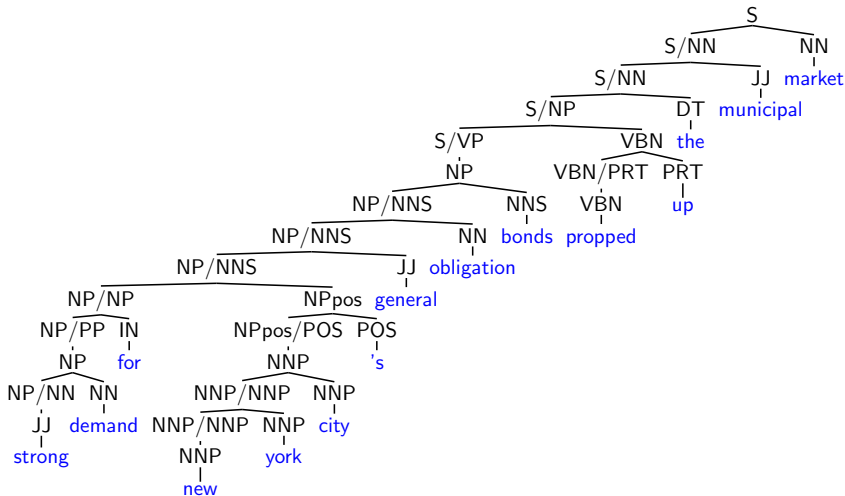 S
S/NN NN
S/NN JJ market
S/NP DT municipal
S/VP VBN the
NP VBN/PRT PRT
NP/NNS NNS VBN up
NP/NNS NN bonds propped
NP/NNS JJ obligation
NP/NP NPpos general
NP/PP IN NPpos/POS POS
NP for NNP 's
NP/NN NN NNP/NNP NNP
JJ demand NNP/NNP NNP city
strong NNP york
new